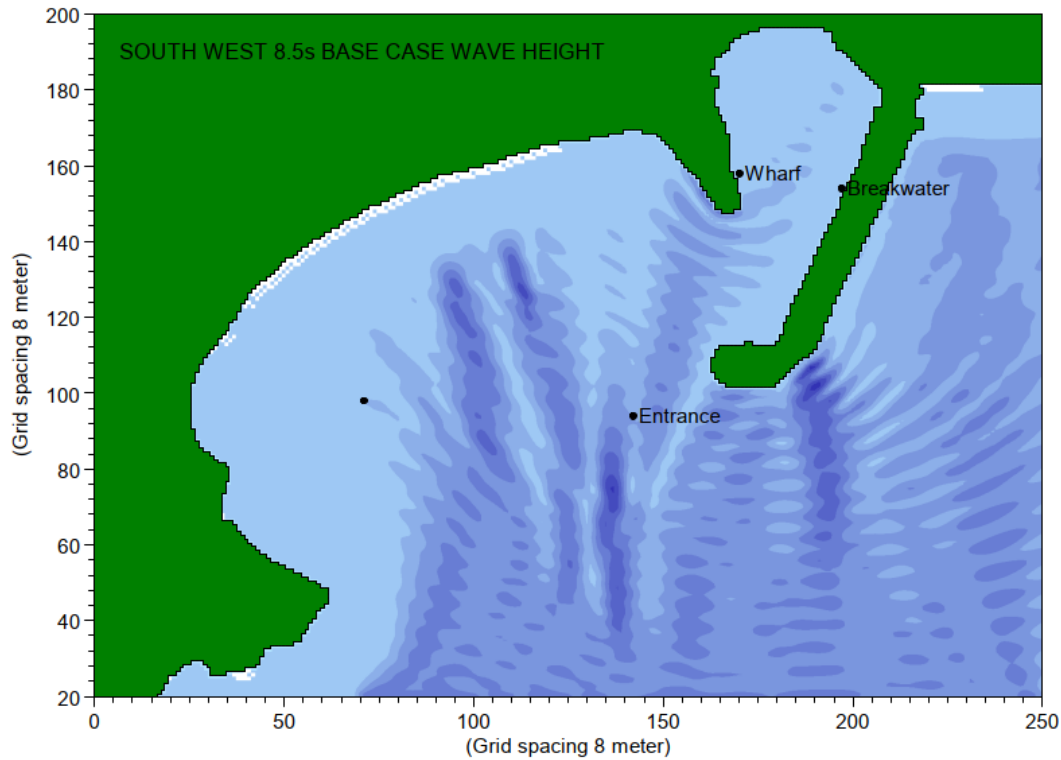 200
SOUTH WEST 8.5s BASE CASE WAVE HEIGHT
180
160
Wharf
Breakwater
140
120
(Grid spacing 8 meter)
100
Entrance
80
60
40
20
0
50
100
150
200
250
(Grid spacing 8 meter)